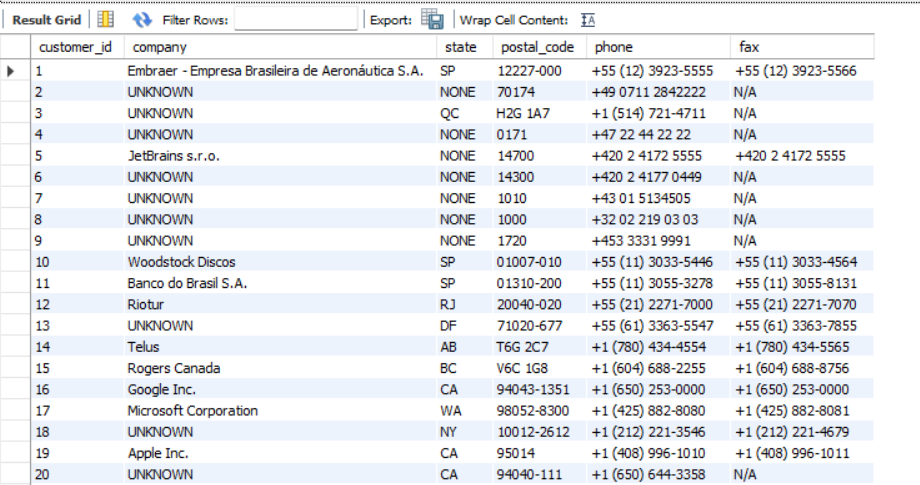 Result Grid Filter Rows: Export: Wrap Cell Content: IA
customer_id company state postal_code phone fax
1 Embraer - Empresa Brasileira de Aeronáutica S.A. SP 12227-000 +55 (12) 3923-5555 +55 (12) 3923-5566
2 UNKNOWN NONE 70174 +49 0711 2842222 N/A
3 UNKNOWN QC H2G 1A7 +1 (514) 721-4711 N/A
4 UNKNOWN NONE 0171 +47 22 44 22 22 N/A
5 JetBrains s.r.o. NONE 14700 +420 2 4172 5555 +420 2 4172 5555
6 UNKNOWN NONE 14300 +420 2 4177 0449 N/A
7 UNKNOWN NONE 1010 +43 01 5134505 N/A
8 UNKNOWN NONE 1000 +32 02 219 03 03 N/A
9 UNKNOWN NONE 1720 +453 3331 9991 N/A
10 Woodstock Discos SP 01007-010 +55 (11) 3033-5446 +55 (11) 3033-4564
11 Banco do Brasil S.A. SP 01310-200 +55 (11) 3055-3278 +55 (11) 3055-8131
12 Riotur RJ 20040-020 +55 (21) 2271-7000 +55 (21) 2271-7070
13 UNKNOWN DF 71020-677 +55 (61) 3363-5547 +55 (61) 3363-7855
14 Telus AB T6G 2C7 +1 (780) 434-4554 +1 (780) 434-5565
15 Rogers Canada BC V6C 1G8 +1 (604) 688-2255 +1 (604) 688-8756
16 Google Inc. CA 94043-1351 +1 (650) 253-0000 +1 (650) 253-0000
17 Microsoft Corporation WA 98052-8300 +1 (425) 882-8080 +1 (425) 882-8081
18 UNKNOWN NY 10012-2612 +1 (212) 221-3546 +1 (212) 221-4679
19 Apple Inc. CA 95014 +1 (408) 996-1010 +1 (408) 996-1011
20 UNKNOWN CA 94040-111 +1 (650) 644-3358 N/A